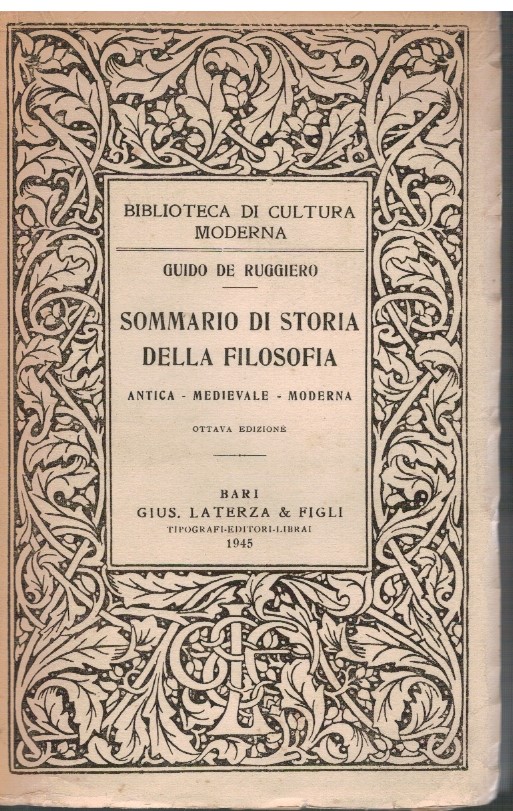 BIBLIOTECA DI CULTURA
MODERNA
GUIDO DE RUGGIERO
SOMMARIO DI STORIA
DELLA FILOSOFIA
ANTICA - MEDIEVALE - MODERNA
OTTAVA EDIZIONE
BARI
GIUS. LATERZA & FIGLI
TIPOGRAFI-EDITORI-LIBRAI
1945